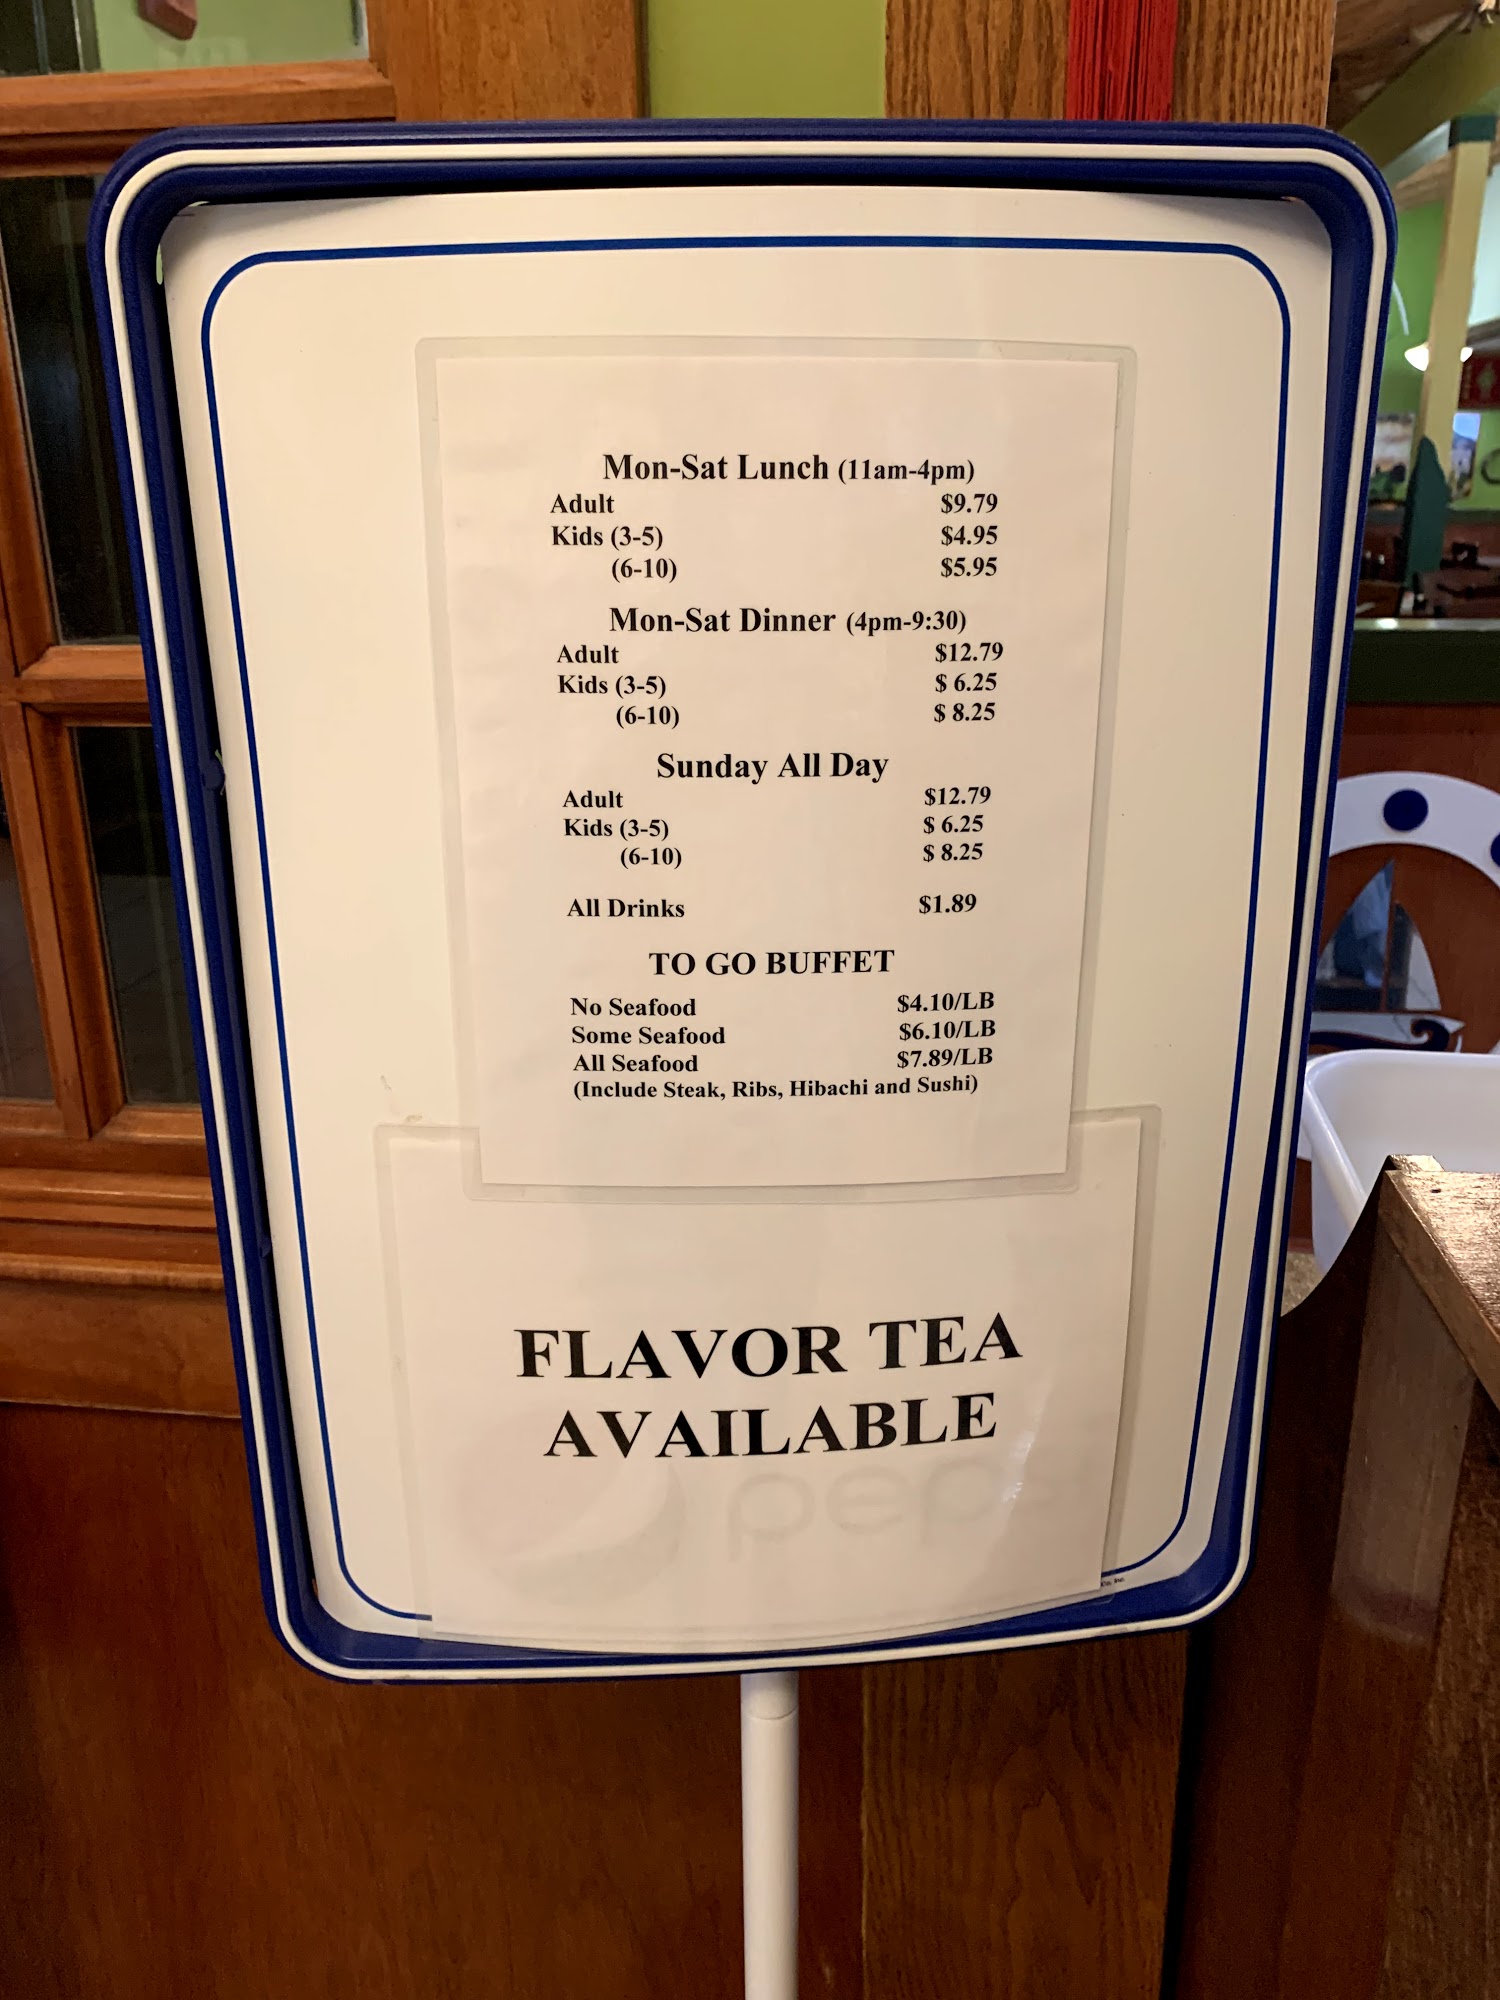 Mon-Sat Lunch (11am-4pm)
Adult $9.79
Kids (3-5) $4.95
(6-10) $5.95
Mon-Sat Dinner (4pm-9:30)
Adult $12.79
Kids (3-5) $ 6.25
(6-10) $ 8.25
Sunday All Day
Adult $12.79
Kids (3-5) $ 6.25
(6-10) $ 8.25
All Drinks $1.89
TO GO BUFFET
No Seafood $4.10/LB
Some Seafood $6.10/LB
All Seafood $7.89/LB
(Include Steak, Ribs, Hibachi and Sushi)
FLAVOR TEA
AVAILABLE
pepsi
Co, Inc.